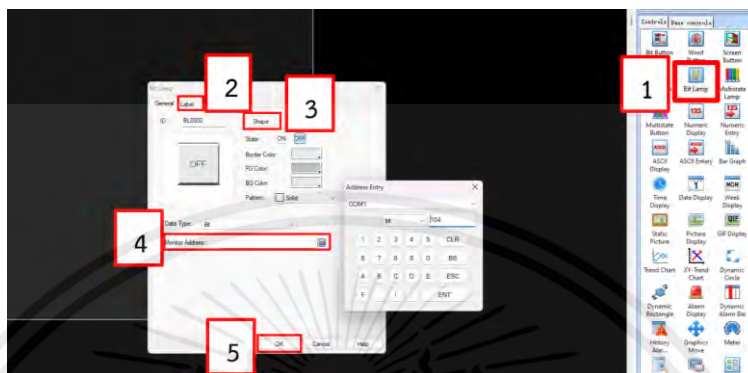 Controls Base controls
Bit Button Word Button Screen Button
1 Bit Lamp Multistate Lamp
Multistate Button Numeric Display Numeric Entry
ASCII Display ASCII Entery Bar Graph
Time Display Date Display Week Display
Static Picture Picture Display GIF Display
Trend Chart XY-Trend Chart Dynamic Circle
Dynamic Rectangle Alarm Display Dynamic Alarm Bar
History Alar... Graphics Move Meter
Bit Lamp
2
3
General Label
ID: BL0000 Shape
State: ON OFF
Border Color:
FG Color:
BG Color:
Pattern: Solid
OFF
Data Type: Bit
4 Monitor Address:
5 OK Cancel Help
Address Entry X
COM1
M 104
1 2 3 4 5 CLR
6 7 8 9 0 BS
A B C D E ESC
F / . ENT